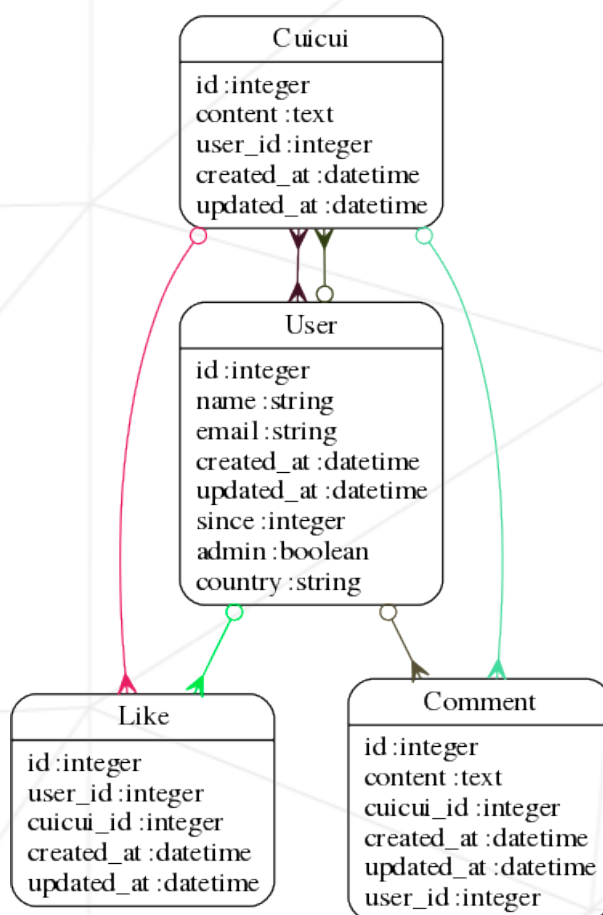 Cuicui
id :integer
content :text
user_id :integer
created_at :datetime
updated_at :datetime
User
id :integer
name :string
email :string
created_at :datetime
updated_at :datetime
since :integer
admin :boolean
country :string
Like
id :integer
user_id :integer
cuicui_id :integer
created_at :datetime
updated_at :datetime
Comment
id :integer
content :text
cuicui_id :integer
created_at :datetime
updated_at :datetime
user_id :integer